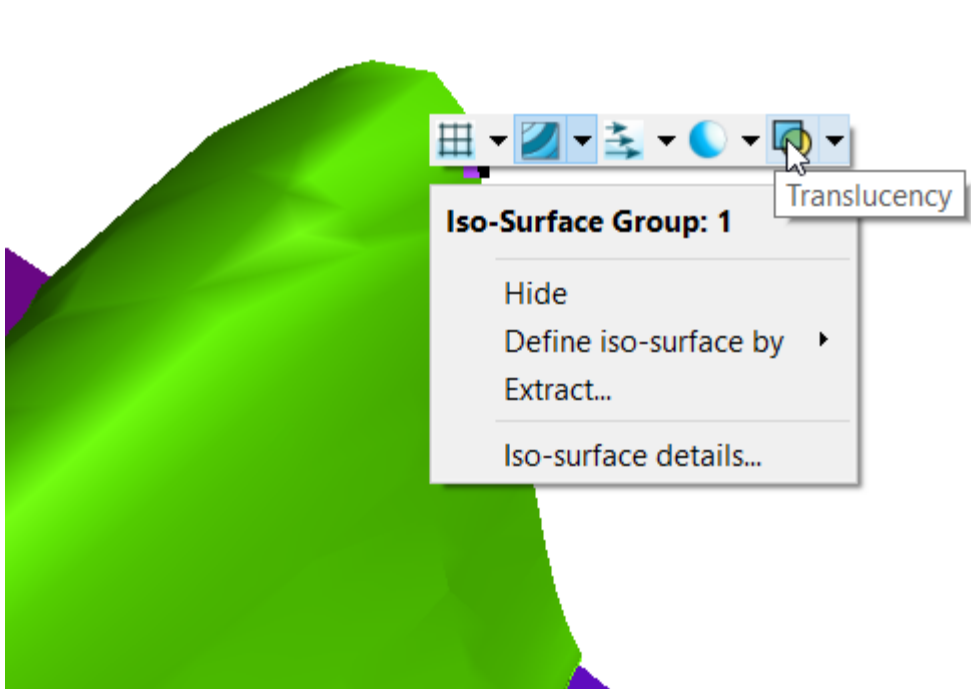 Translucency
Iso-Surface Group: 1
Hide
Define iso-surface by
Extract...
Iso-surface details...